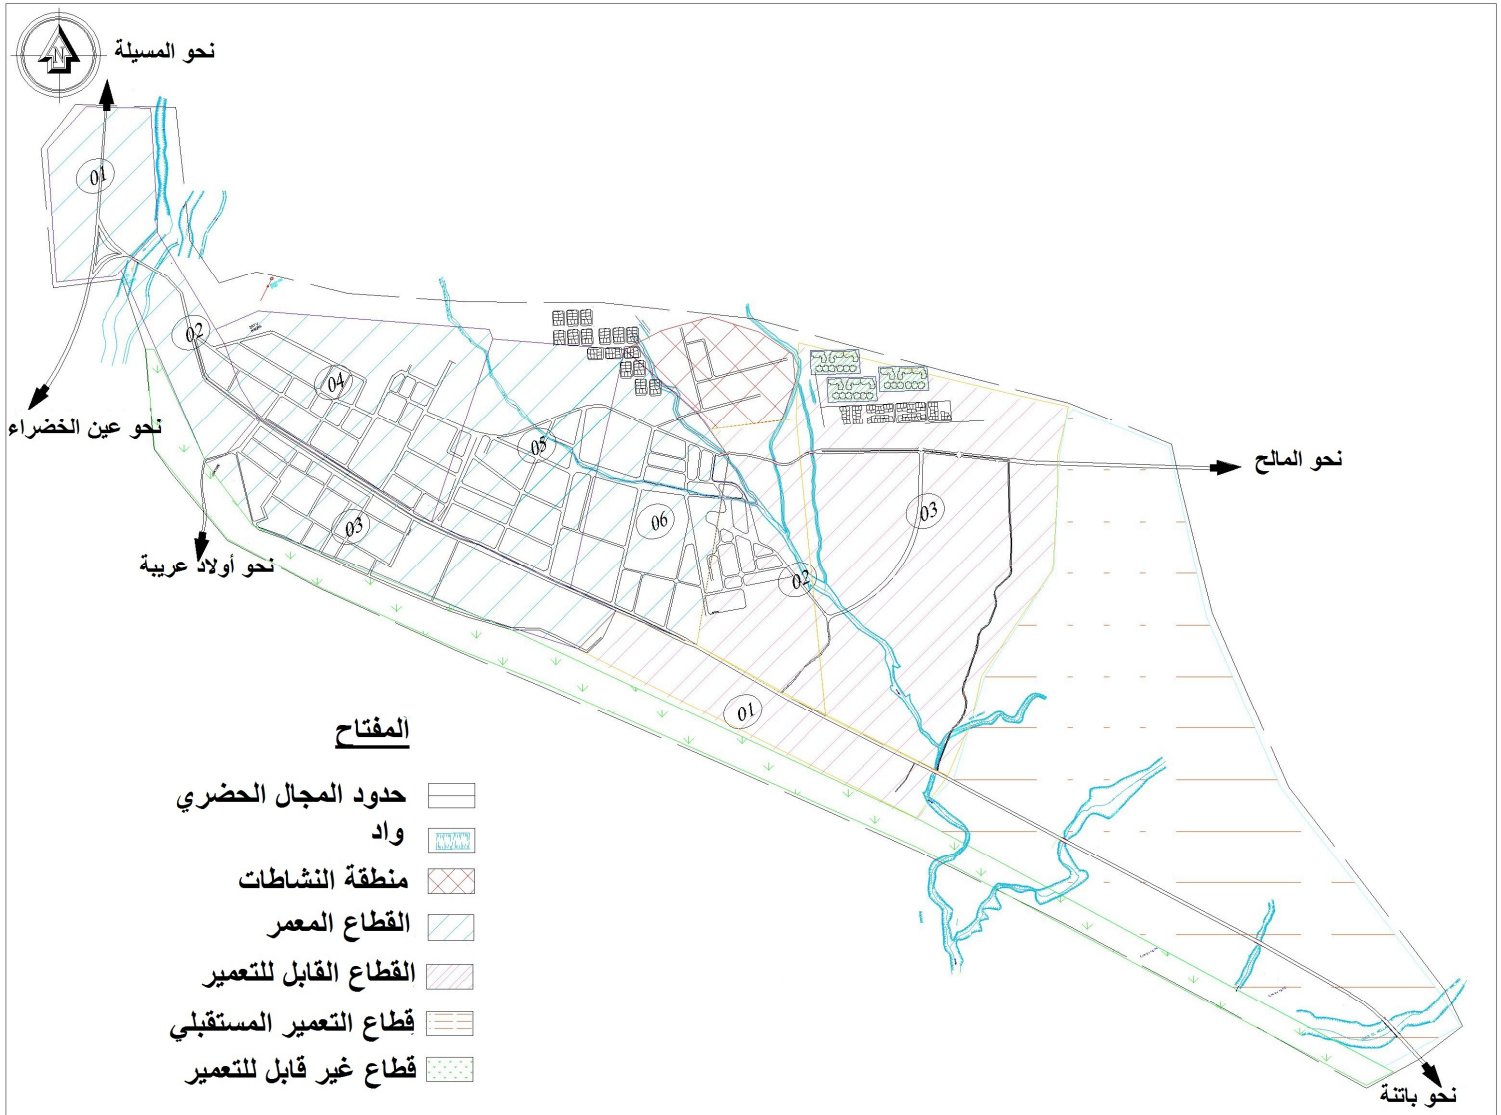 N
نحو المسيلة
01
02
04
نحو عين الخضراء
05
03
06
نحو المالح
03
نحو أولاد عريبة
02
01
المفتاح
حدود المجال الحضري
واد
منطقة النشاطات
القطاع المعمر
القطاع القابل للتعمير
قطاع التعمير المستقبلي
قطاع غير قابل للتعمير
نحو باتنة